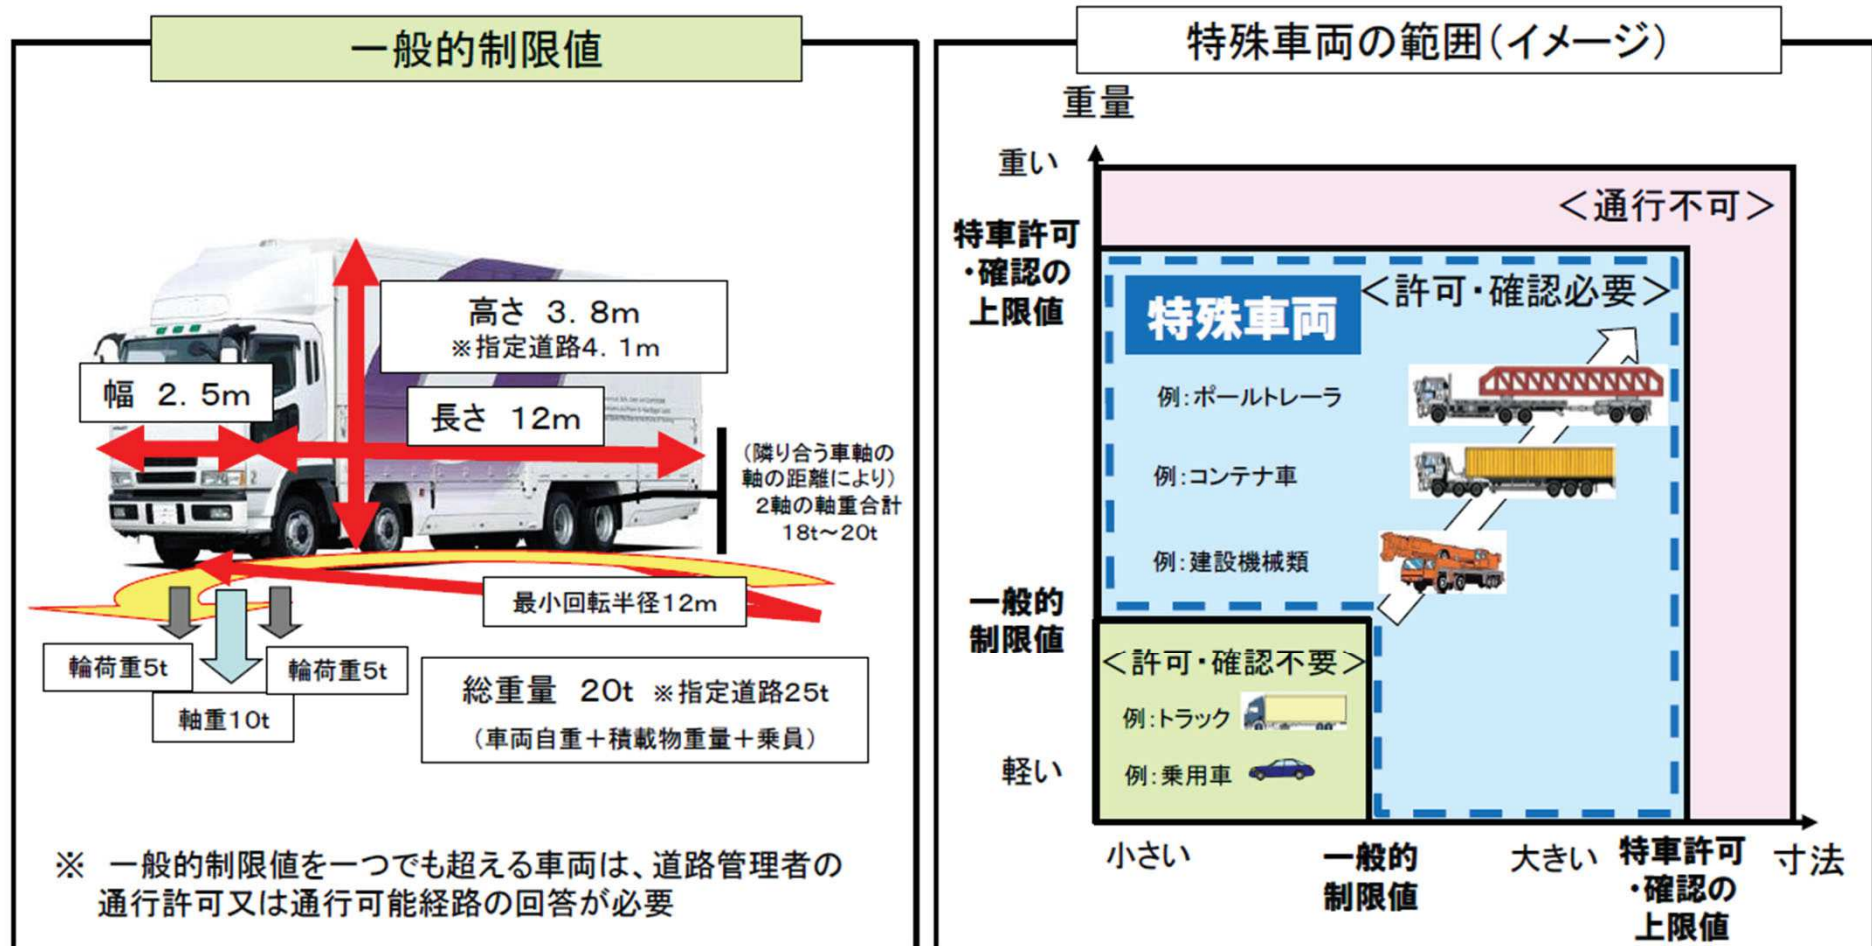 一般的制限値
高さ 3.8m
※指定道路4.1m
幅 2.5m
長さ 12m
(隣り合う車軸の
軸の距離により)
2軸の軸重合計
18t～20t
最小回転半径12m
輪荷重5t
輪荷重5t
軸重10t
総重量 20t ※指定道路25t
(車両自重＋積載物重量＋乗員)
※ 一般的制限値を一つでも超える車両は、道路管理者の
通行許可又は通行可能経路の回答が必要
特殊車両の範囲(イメージ)
重量
重い
＜通行不可＞
特車許可
・確認の
上限値
＜許可・確認必要＞
特殊車両
例:ポールトレーラ
例:コンテナ車
例:建設機械類
一般的
制限値
＜許可・確認不要＞
例:トラック
例:乗用車
軽い
小さい
一般的
制限値
大きい
特車許可
・確認の
上限値
寸法